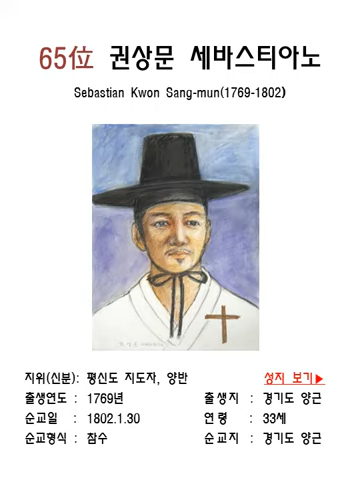 65位 권상문 세바스티아노
Sebastian Kwon Sang-mun(1769-1802)
지위(신분): 평신도 지도자, 양반 성지 보기▶
출생연도 : 1769년 출생지 : 경기도 양근
순교일 : 1802.1.30 연령 : 33세
순교형식 : 참수 순교지 : 경기도 양근